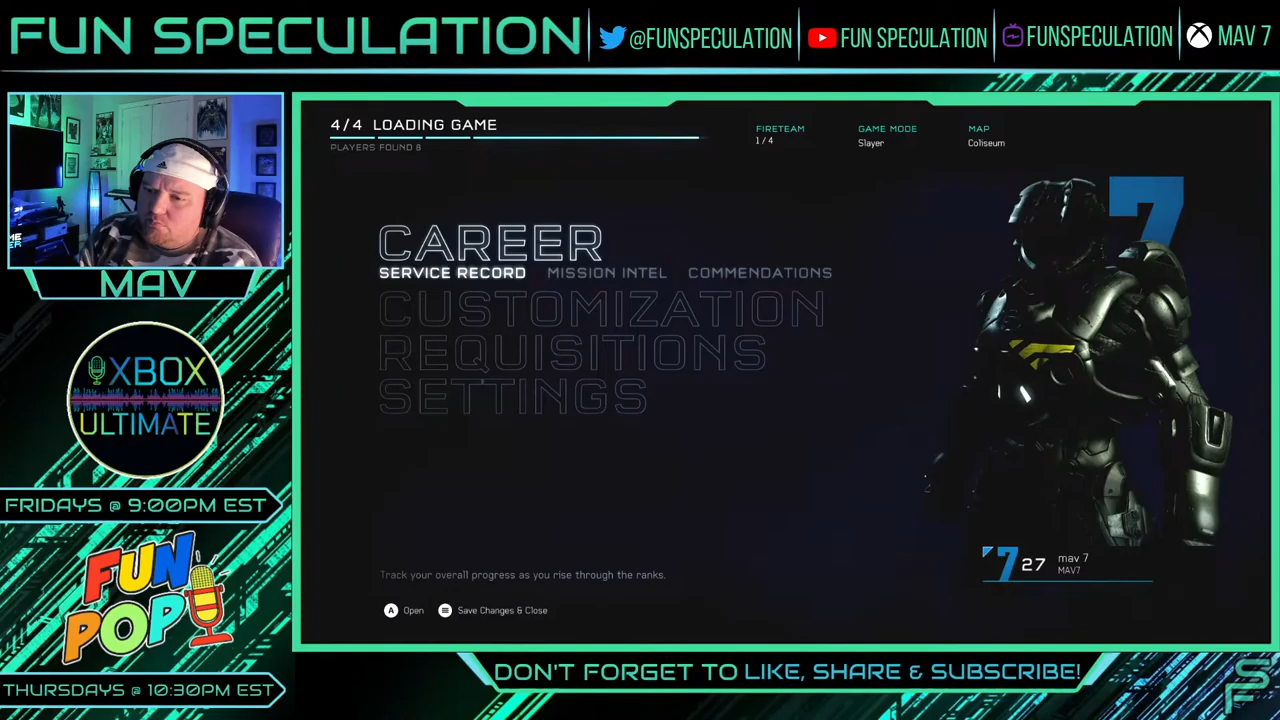 FUN SPECULATION
@FUNSPECULATION
FUN SPECULATION
FUNSPECULATION
MAV 7
4/4 LOADING GAME
PLAYERS FOUND 8
FIRETEAM
1/4
GAME MODE
Slayer
MAP
Coliseum
7
CAREER
SERVICE RECORD MISSION INTEL COMMENDATIONS
CUSTOMIZATION
REQUISITIONS
SETTINGS
MAV
XBOX
ULTIMATE
FRIDAYS @ 9:00PM EST
FUN
POP
THURSDAYS @ 10:30PM EST
Track your overall progress as you rise through the ranks.
A Open Save Changes & Close
7 27 mav 7
MAV7
DON'T FORGET TO LIKE, SHARE & SUBSCRIBE!
SF